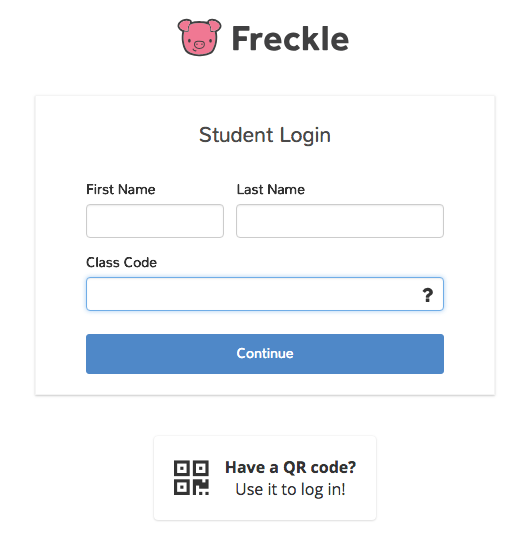 Freckle
Student Login
First Name Last Name
Class Code
?
Continue
Have a QR code?
Use it to log in!